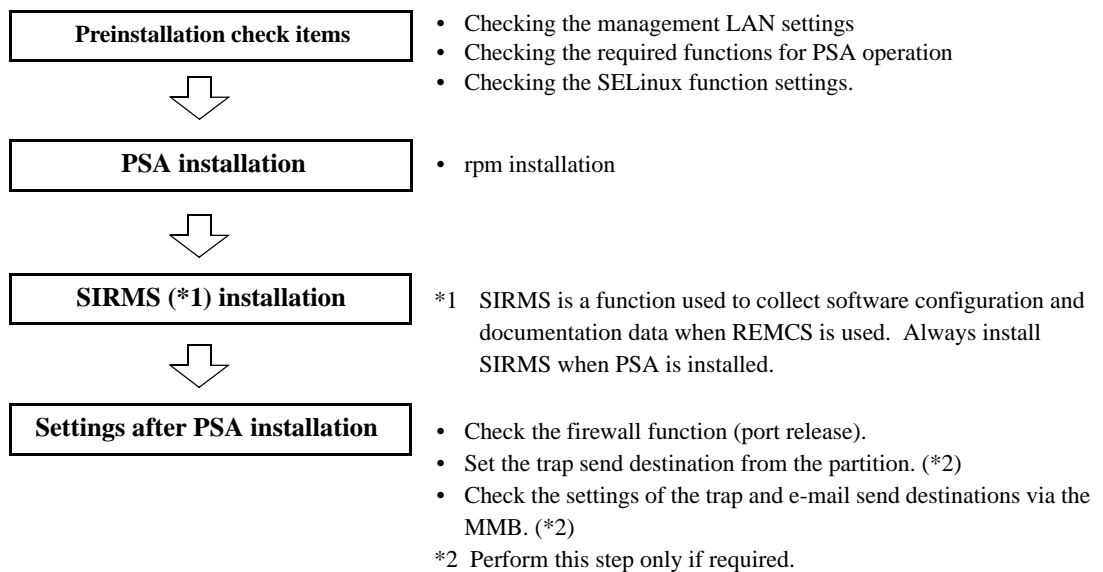 Preinstallation check items
• Checking the management LAN settings
• Checking the required functions for PSA operation
• Checking the SELinux function settings.
PSA installation
• rpm installation
SIRMS (*1) installation
*1 SIRMS is a function used to collect software configuration and
documentation data when REMCS is used. Always install
SIRMS when PSA is installed.
Settings after PSA installation
• Check the firewall function (port release).
• Set the trap send destination from the partition. (*2)
• Check the settings of the trap and e-mail send destinations via the
MMB. (*2)
*2 Perform this step only if required.